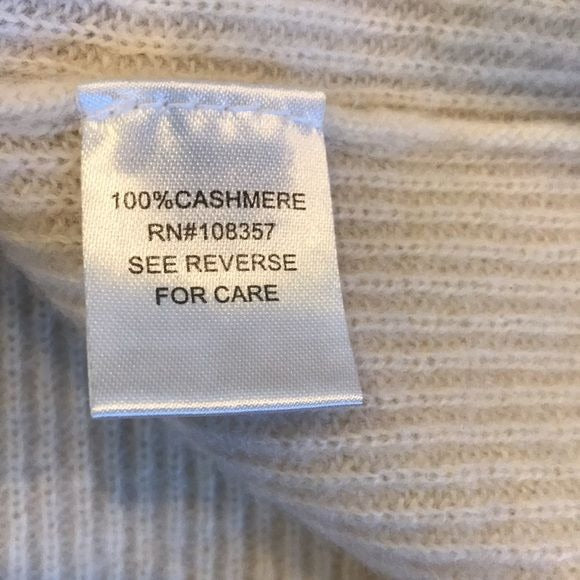 100%CASHMERE
RN#108357
SEE REVERSE
FOR CARE